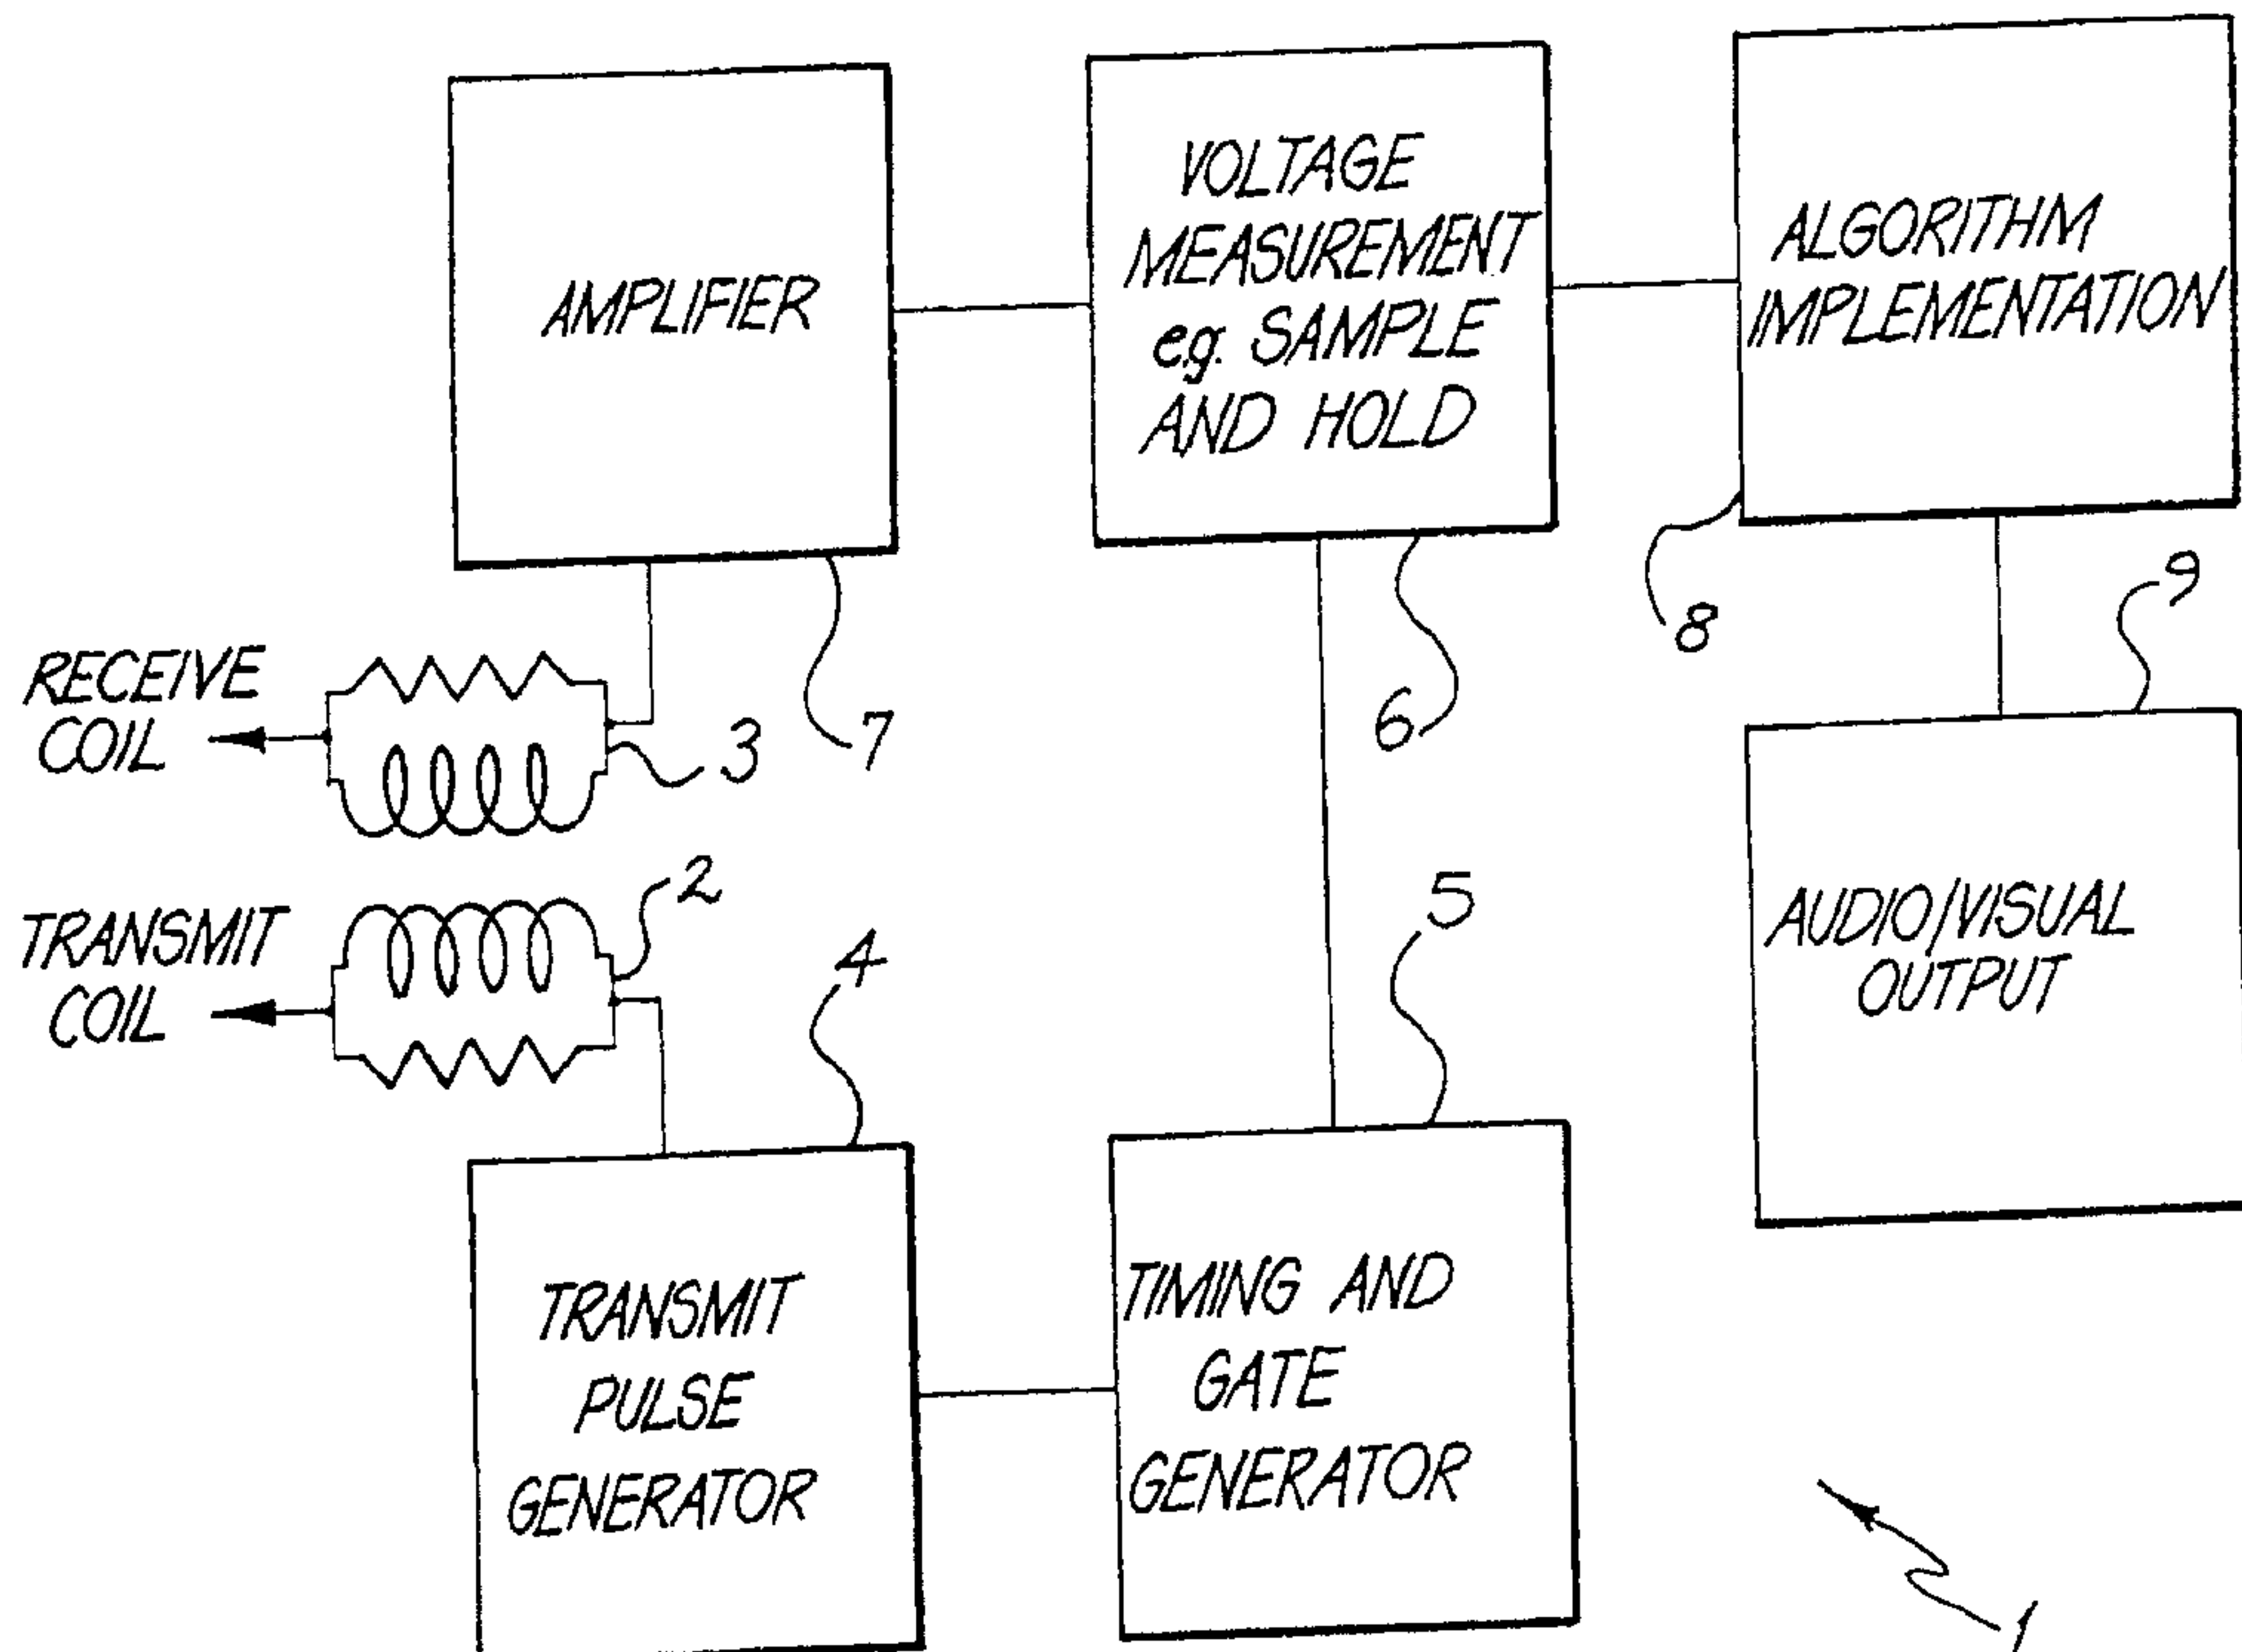 AMPLIFIER
VOLTAGE
MEASUREMENT
e.g. SAMPLE
AND HOLD
ALGORITHM
IMPLEMENTATION
RECEIVE
COIL
3
7
6
8
9
TRANSMIT
COIL
2
4
5
AUDIO/VISUAL
OUTPUT
TRANSMIT
PULSE
GENERATOR
TIMING AND
GATE
GENERATOR
1